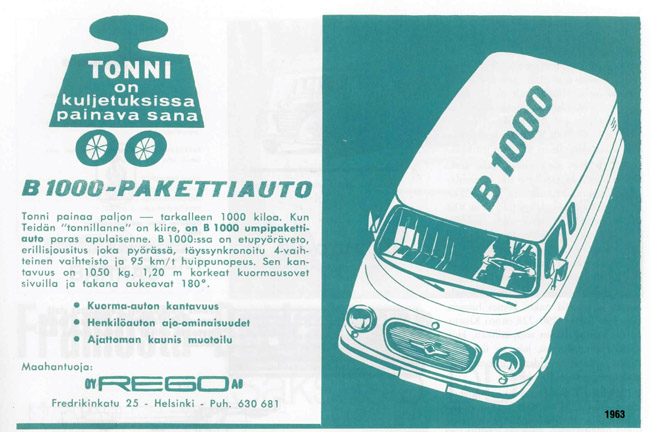 TONNI
on
kuljetuksissa
painava sana
B 1000-PAKETTIAUTO
Tonni painaa paljon — tarkalleen 1000 kiloa. Kun
Teidän "tonnillanne" on kiire, on B 1000 umpipaketti-
auto paras apulaisenne. B 1000:ssa on etupyöräveto,
erillisjousitus joka pyörässä, täyssynkronoitu 4-vaih-
teinen vaihteisto ja 95 km/t huippunopeus. Sen kan-
tavuus on 1050 kg. 1,20 m korkeat kuormausovet
sivuilla ja takana aukeavat 180°.
• Kuorma-auton kantavuus
• Henkilöauton ajo-ominaisuudet
• Ajattoman kaunis muotoilu
Maahantuoja:
OY REGO AB
Fredrikinkatu 25 - Helsinki - Puh. 630 681
B 1000
1963